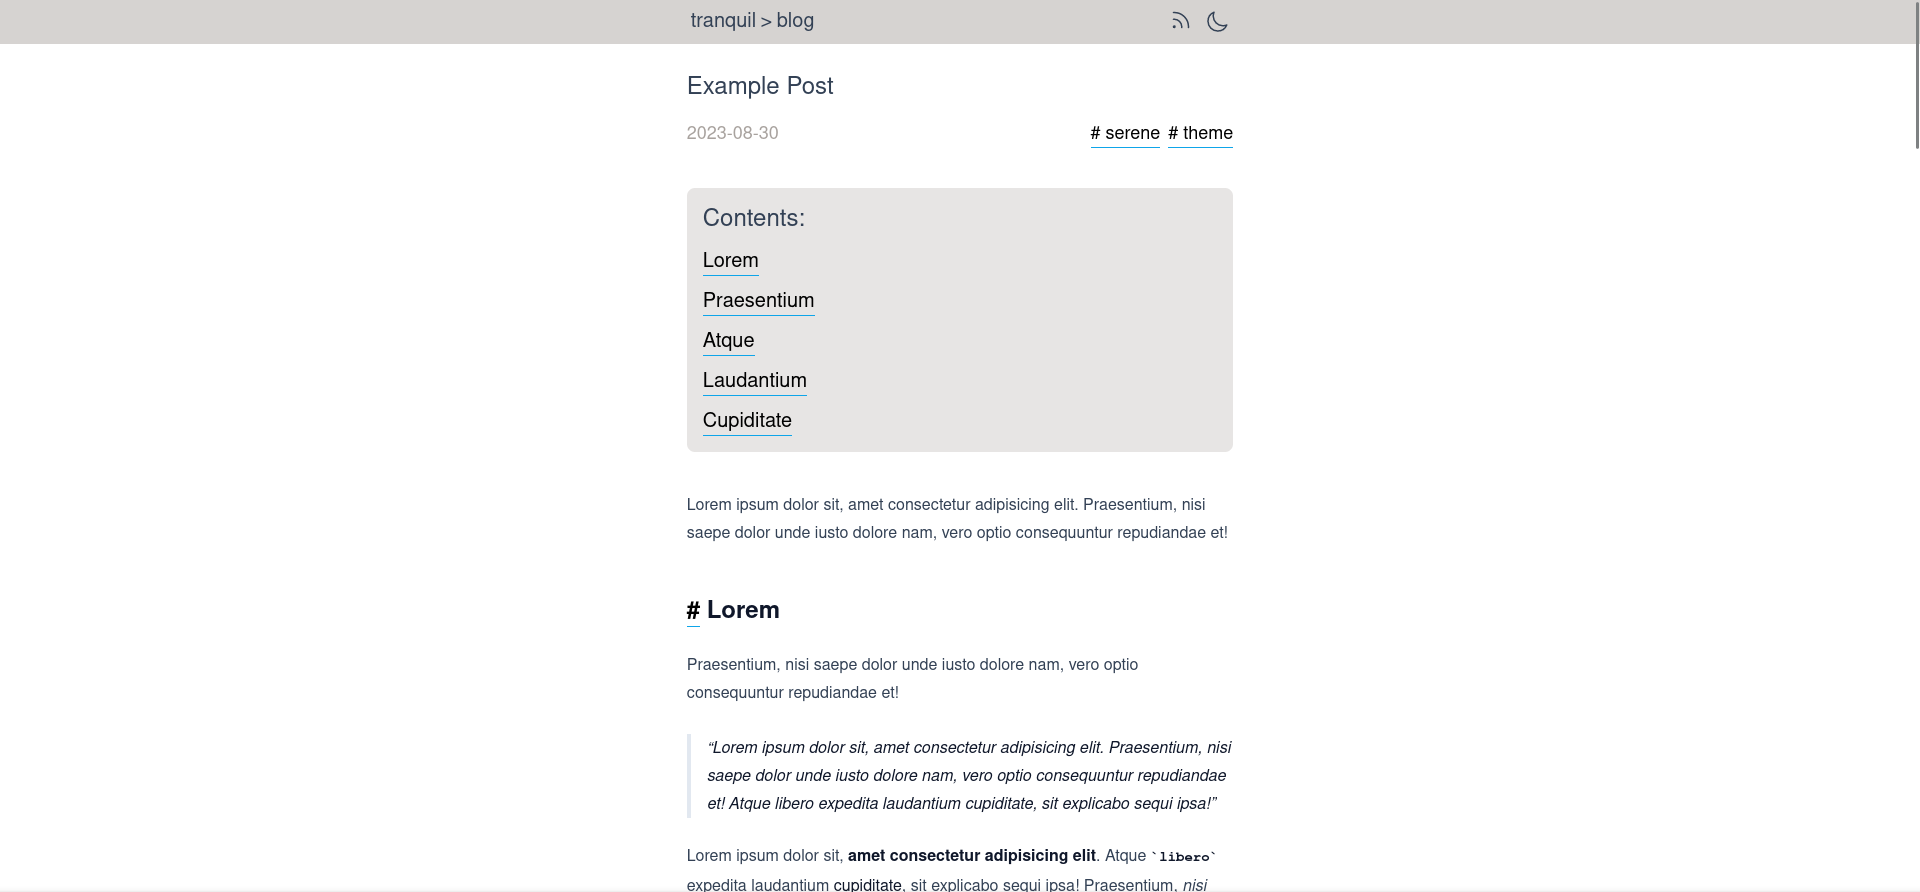 tranquil > blog
Example Post
2023-08-30 # serene # theme
Contents:
Lorem
Praesentium
Atque
Laudantium
Cupiditate
Lorem ipsum dolor sit, amet consectetur adipisicing elit. Praesentium, nisi
saepe dolor unde iusto dolore nam, vero optio consequuntur repudiandae et!
# Lorem
Praesentium, nisi saepe dolor unde iusto dolore nam, vero optio
consequuntur repudiandae et!
“Lorem ipsum dolor sit, amet consectetur adipisicing elit. Praesentium, nisi
saepe dolor unde iusto dolore nam, vero optio consequuntur repudiandae
et! Atque libero expedita laudantium cupiditate, sit explicabo sequi ipsa!”
Lorem ipsum dolor sit, amet consectetur adipisicing elit. Atque `libero`
expedita laudantium cupiditate, sit explicabo sequi ipsa! Praesentium, nisi